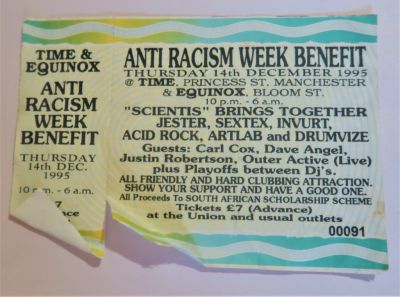 TIME &
EQUINOX
ANTI
RACISM
WEEK
BENEFIT
THURSDAY
14th DEC.
1995
10 p.m. - 6 a.m.
£7
Advance
ANTI RACISM WEEK BENEFIT
THURSDAY 14th DECEMBER 1995
@ TIME, PRINCESS ST, MANCHESTER
& EQUINOX, BLOOM ST.
10 p.m. - 6 a.m.
"SCIENTIS" BRINGS TOGETHER
JESTER, SEXTEX, INVURT,
ACID ROCK, ARTLAB and DRUMVIZE
Guests: Carl Cox, Dave Angel,
Justin Robertson, Outer Active (Live)
plus Playoffs between Dj's.
ALL FRIENDLY AND HARD CLUBBING ATTRACTION.
SHOW YOUR SUPPORT AND HAVE A GOOD ONE.
All Proceeds To SOUTH AFRICAN SCHOLARSHIP SCHEME
Tickets £7 (Advance)
at the Union and usual outlets
00091